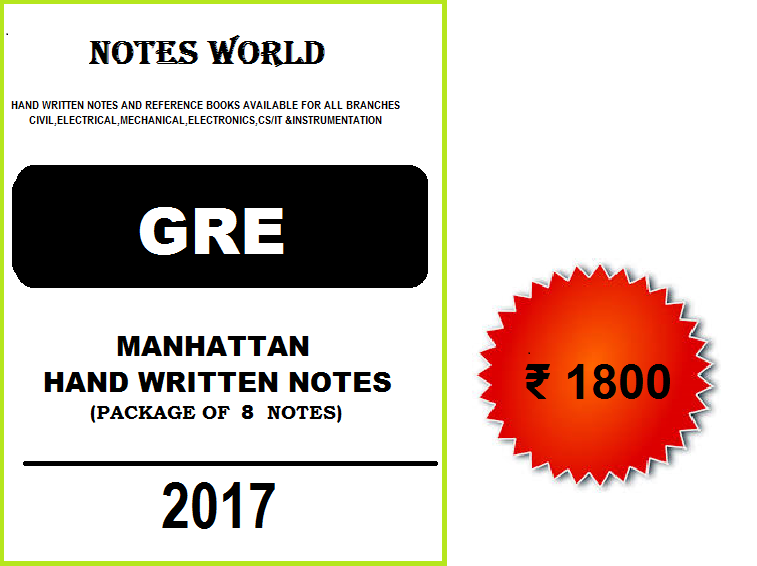 NOTES WORLD
HAND WRITTEN NOTES AND REFERENCE BOOKS AVAILABLE FOR ALL BRANCHES
CIVIL,ELECTRICAL,MECHANICAL,ELECTRONICS,CS/IT &INSTRUMENTATION
GRE
MANHATTAN
HAND WRITTEN NOTES
(PACKAGE OF 8 NOTES)
2017
₹ 1800